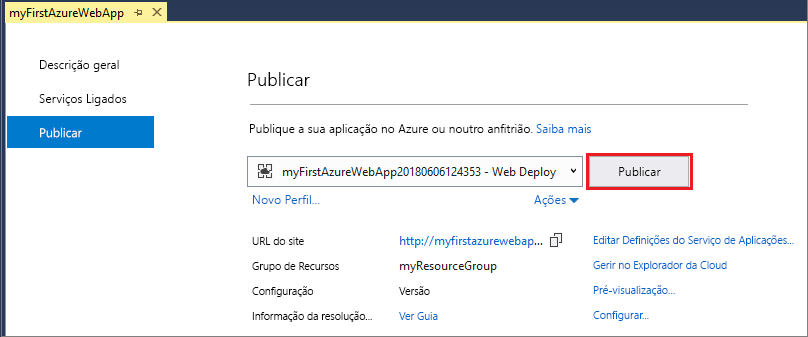 myFirstAzureWebApp
Descrição geral
Serviços Ligados
Publicar
Publicar
Publique a sua aplicação no Azure ou noutro anfitrião. Saiba mais
myFirstAzureWebApp20180606124353 - Web Deploy
Publicar
Novo Perfil...
Ações
URL do site http://myfirstazurewebap... Editar Definições do Serviço de Aplicações...
Grupo de Recursos myResourceGroup Gerir no Explorador da Cloud
Configuração Versão Pré-visualização...
Informação da resolução... Ver Guia Configurar...